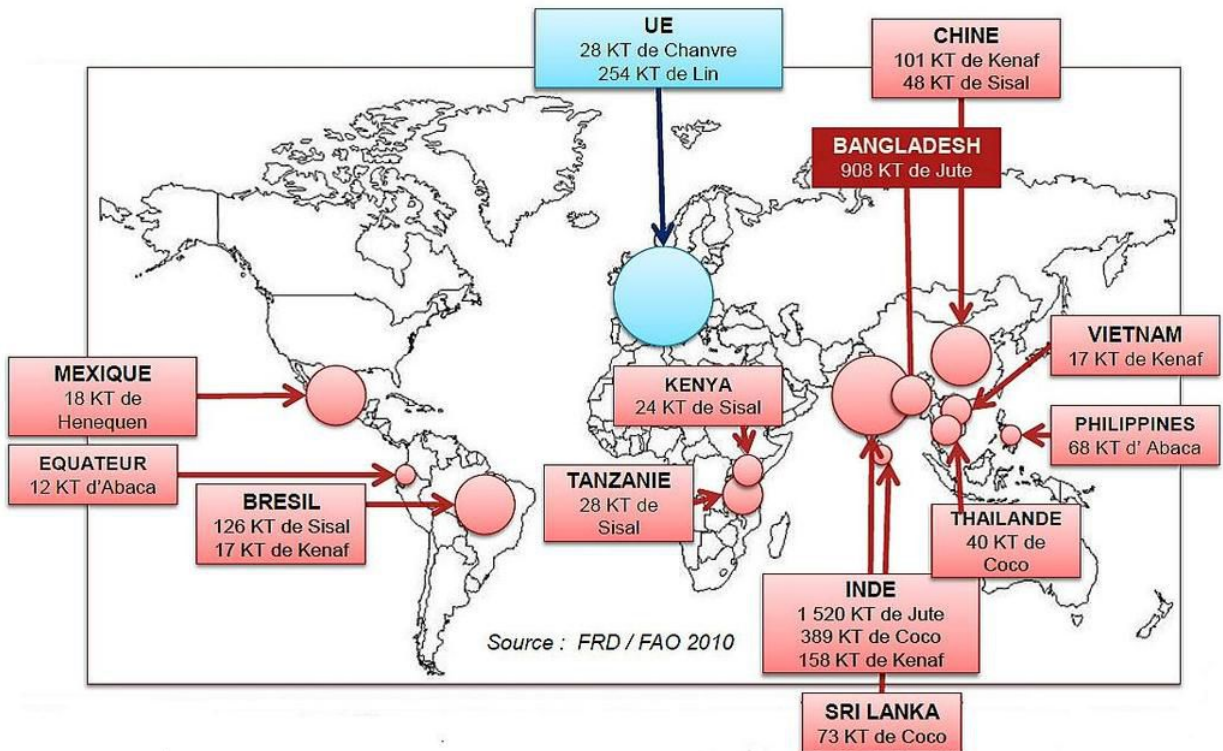 UE
28 KT de Chanvre
254 KT de Lin
CHINE
101 KT de Kenaf
48 KT de Sisal
BANGLADESH
908 KT de Jute
VIETNAM
17 KT de Kenaf
MEXIQUE
18 KT de
Henequen
KENYA
24 KT de Sisal
PHILIPPINES
68 KT d' Abaca
EQUATEUR
12 KT d'Abaca
BRESIL
126 KT de Sisal
17 KT de Kenaf
TANZANIE
28 KT de
Sisal
THAILANDE
40 KT de
Coco
INDE
1 520 KT de Jute
389 KT de Coco
158 KT de Kenaf
Source : FRD / FAO 2010
SRI LANKA
73 KT de Coco